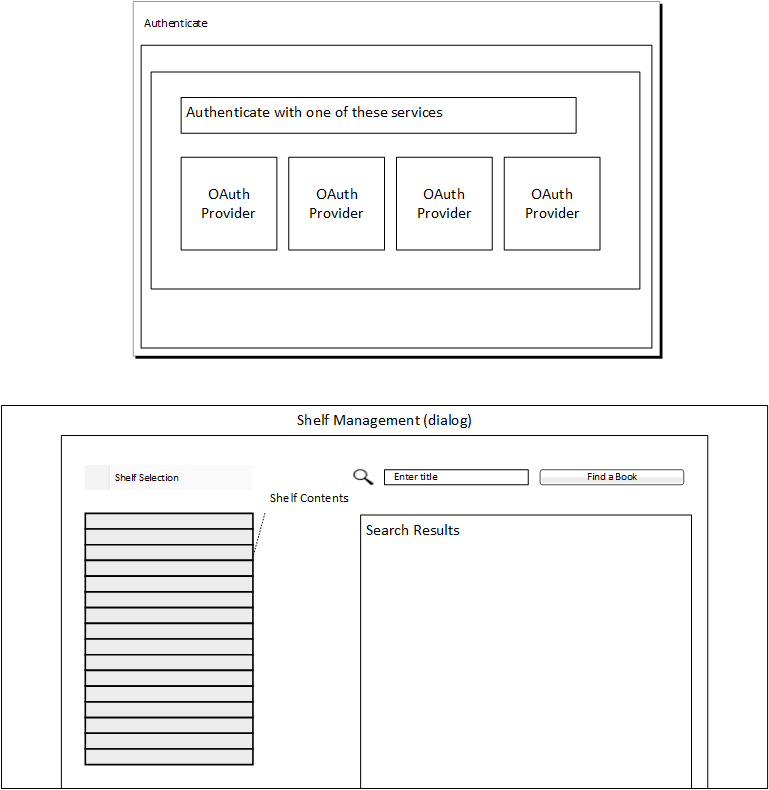 Authenticate
Authenticate with one of these services
OAuth
Provider
OAuth
Provider
OAuth
Provider
OAuth
Provider
Shelf Management (dialog)
Shelf Selection
Enter title
Find a Book
Shelf Contents
Search Results